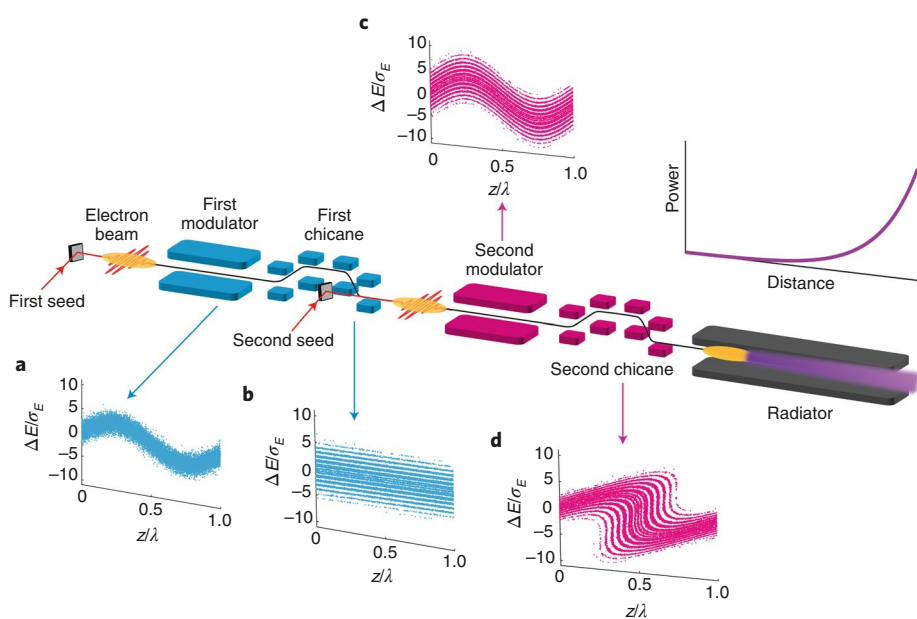 c
10
5
0
−5
−10
ΔE/σE
0
0.5
1.0
z/λ
Power
Distance
Electron
beam
First
modulator
First
chicane
First seed
Second seed
Second
modulator
Second chicane
Radiator
a
10
5
0
−5
−10
ΔE/σE
0
0.5
1.0
z/λ
b
10
5
0
−5
−10
ΔE/σE
0
0.5
1.0
z/λ
d
10
5
0
−5
−10
ΔE/σE
0
0.5
1.0
z/λ